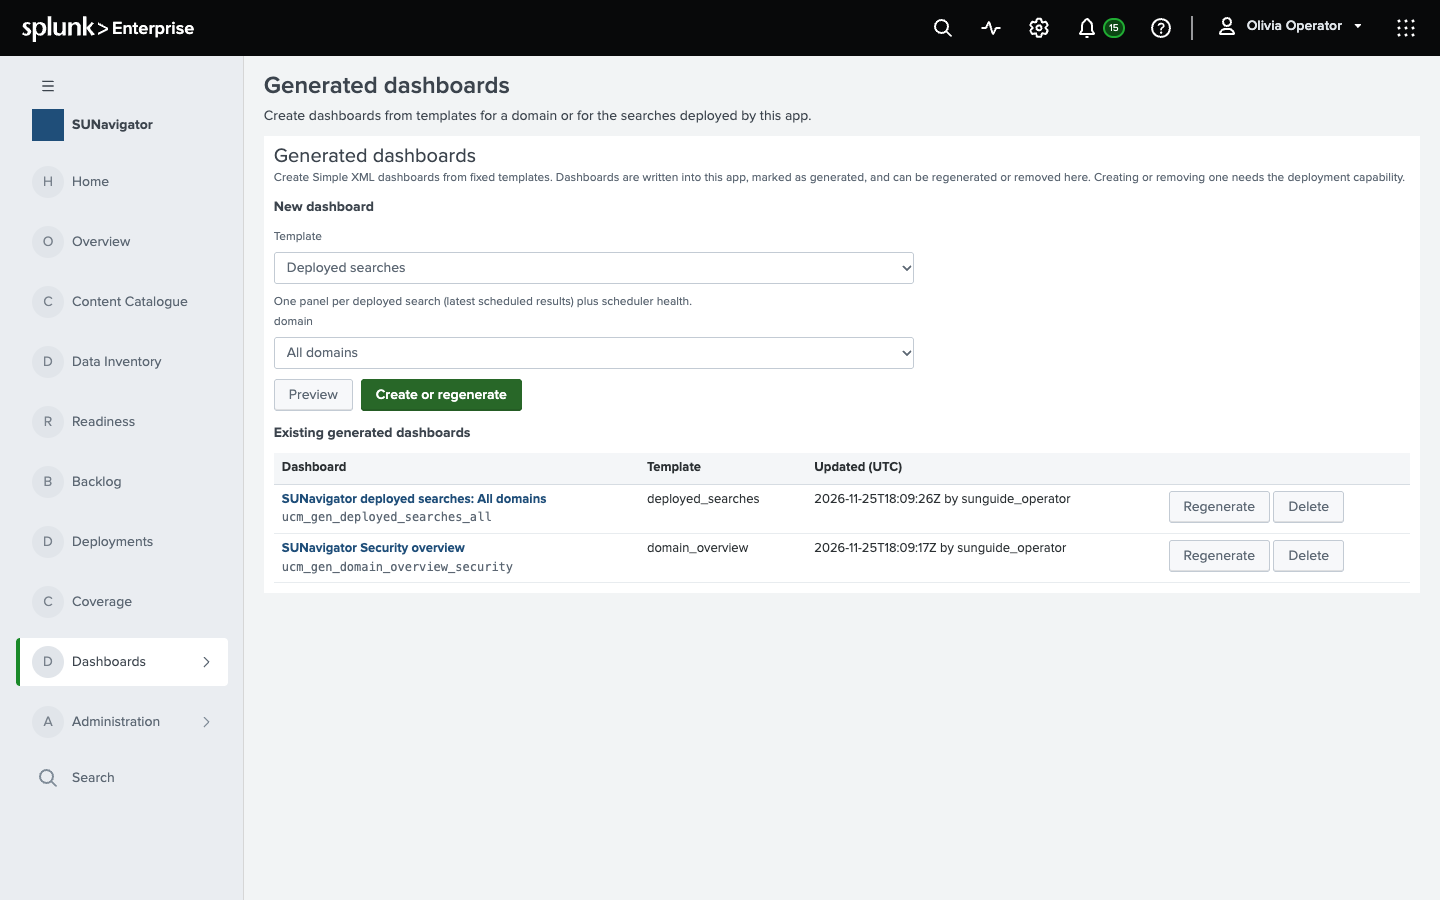 splunk> Enterprise
15
Olivia Operator
SUNavigator
H Home
O Overview
C Content Catalogue
D Data Inventory
R Readiness
B Backlog
D Deployments
C Coverage
D Dashboards
A Administration
Search
Generated dashboards
Create dashboards from templates for a domain or for the searches deployed by this app.
Generated dashboards
Create Simple XML dashboards from fixed templates. Dashboards are written into this app, marked as generated, and can be regenerated or removed here. Creating or removing one needs the deployment capability.
New dashboard
Template
Deployed searches
One panel per deployed search (latest scheduled results) plus scheduler health.
domain
All domains
Preview Create or regenerate
Existing generated dashboards
Dashboard Template Updated (UTC)
SUNavigator deployed searches: All domains deployed_searches 2026-11-25T18:09:26Z by sunguide_operator Regenerate Delete
ucm_gen_deployed_searches_all
SUNavigator Security overview domain_overview 2026-11-25T18:09:17Z by sunguide_operator Regenerate Delete
ucm_gen_domain_overview_security